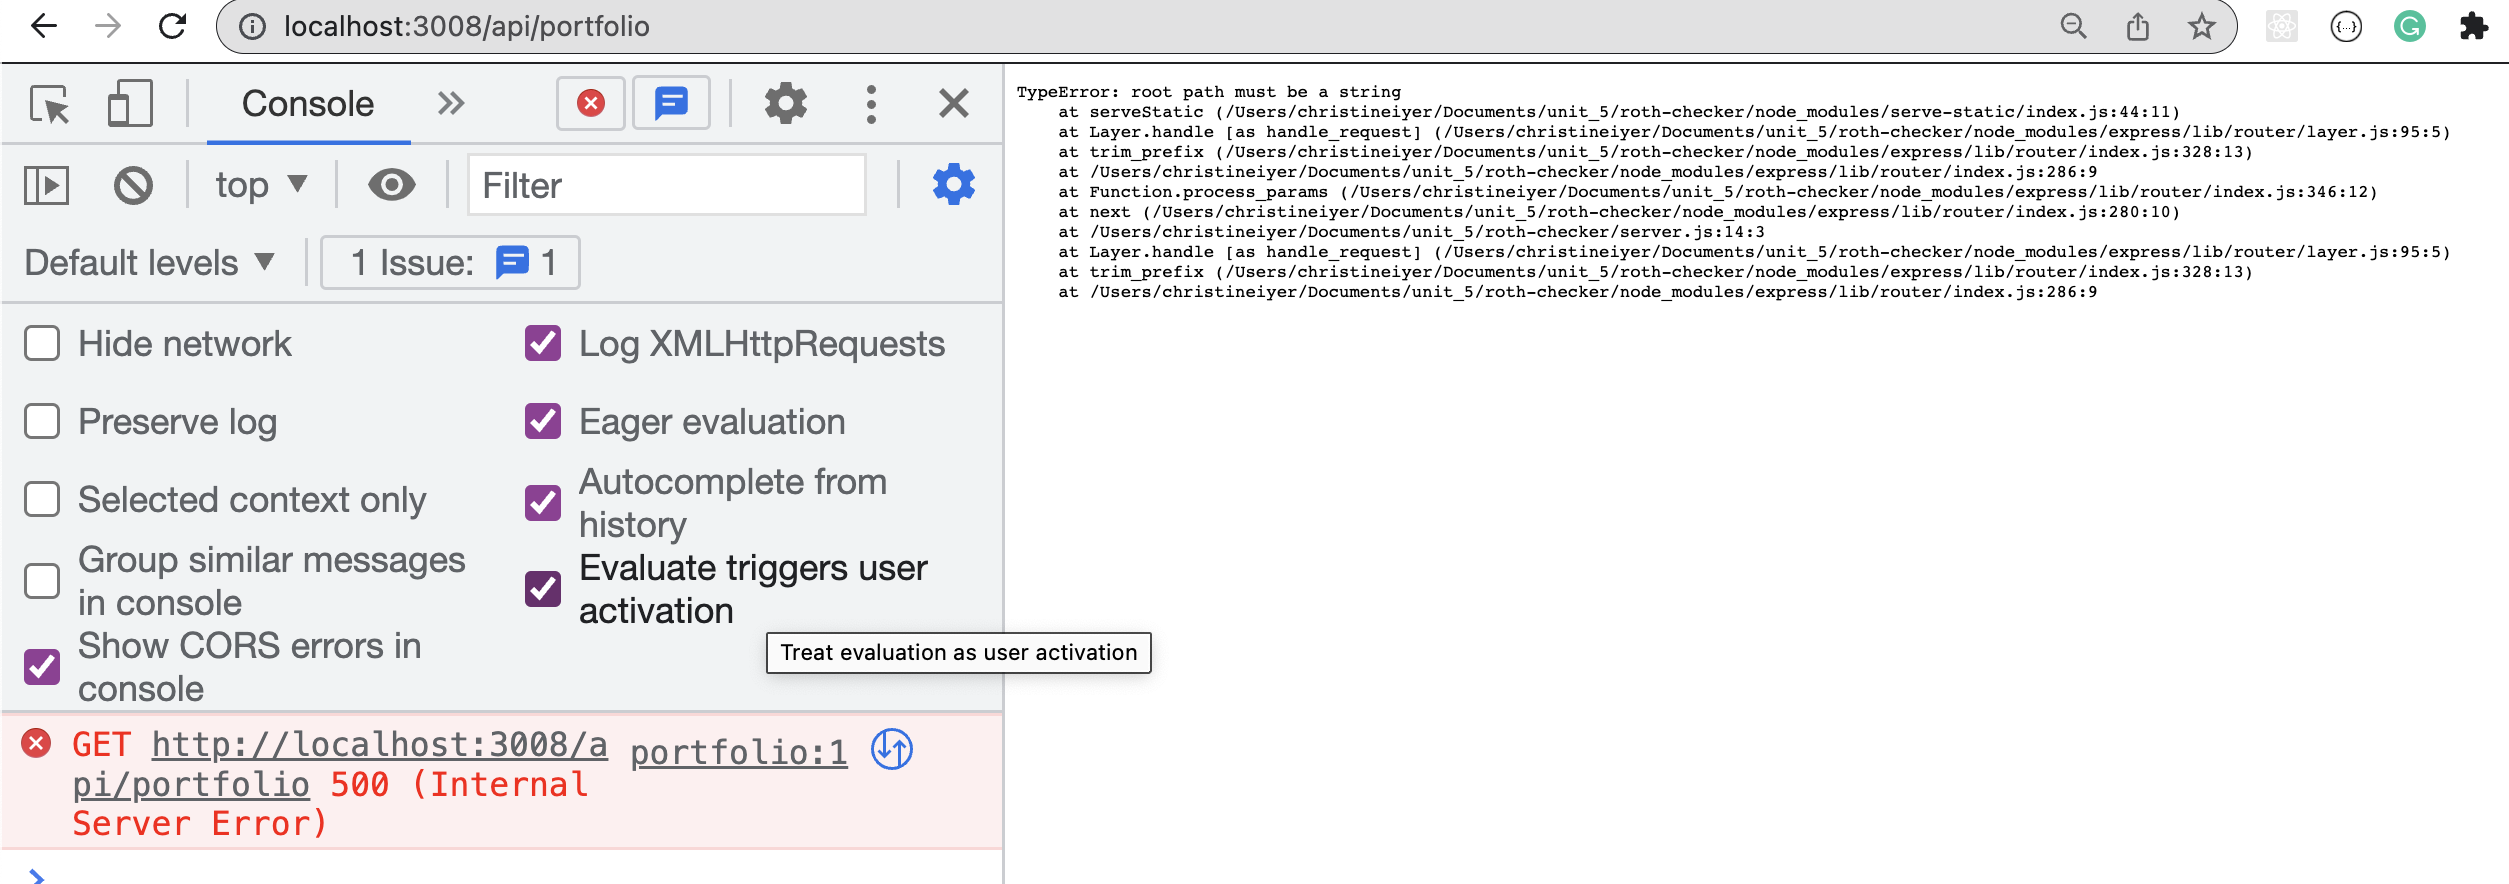 localhost:3008/api/portfolio
{...}
G
Console
top
Filter
Default levels
1 Issue: 1
Hide network
Log XMLHttpRequests
Preserve log
Eager evaluation
Selected context only
Autocomplete from
history
Group similar messages
in console
Evaluate triggers user
activation
Show CORS errors in
console
Treat evaluation as user activation
GET http://localhost:3008/a portfolio:1
pi/portfolio 500 (Internal
Server Error)
TypeError: root path must be a string
at serveStatic (/Users/christineiyer/Documents/unit_5/roth-checker/node_modules/serve-static/index.js:44:11)
at Layer.handle [as handle_request] (/Users/christineiyer/Documents/unit_5/roth-checker/node_modules/express/lib/router/layer.js:95:5)
at trim_prefix (/Users/christineiyer/Documents/unit_5/roth-checker/node_modules/express/lib/router/index.js:328:13)
at /Users/christineiyer/Documents/unit_5/roth-checker/node_modules/express/lib/router/index.js:286:9
at Function.process_params (/Users/christineiyer/Documents/unit_5/roth-checker/node_modules/express/lib/router/index.js:346:12)
at next (/Users/christineiyer/Documents/unit_5/roth-checker/node_modules/express/lib/router/index.js:280:10)
at /Users/christineiyer/Documents/unit_5/roth-checker/server.js:14:3
at Layer.handle [as handle_request] (/Users/christineiyer/Documents/unit_5/roth-checker/node_modules/express/lib/router/layer.js:95:5)
at trim_prefix (/Users/christineiyer/Documents/unit_5/roth-checker/node_modules/express/lib/router/index.js:328:13)
at /Users/christineiyer/Documents/unit_5/roth-checker/node_modules/express/lib/router/index.js:286:9